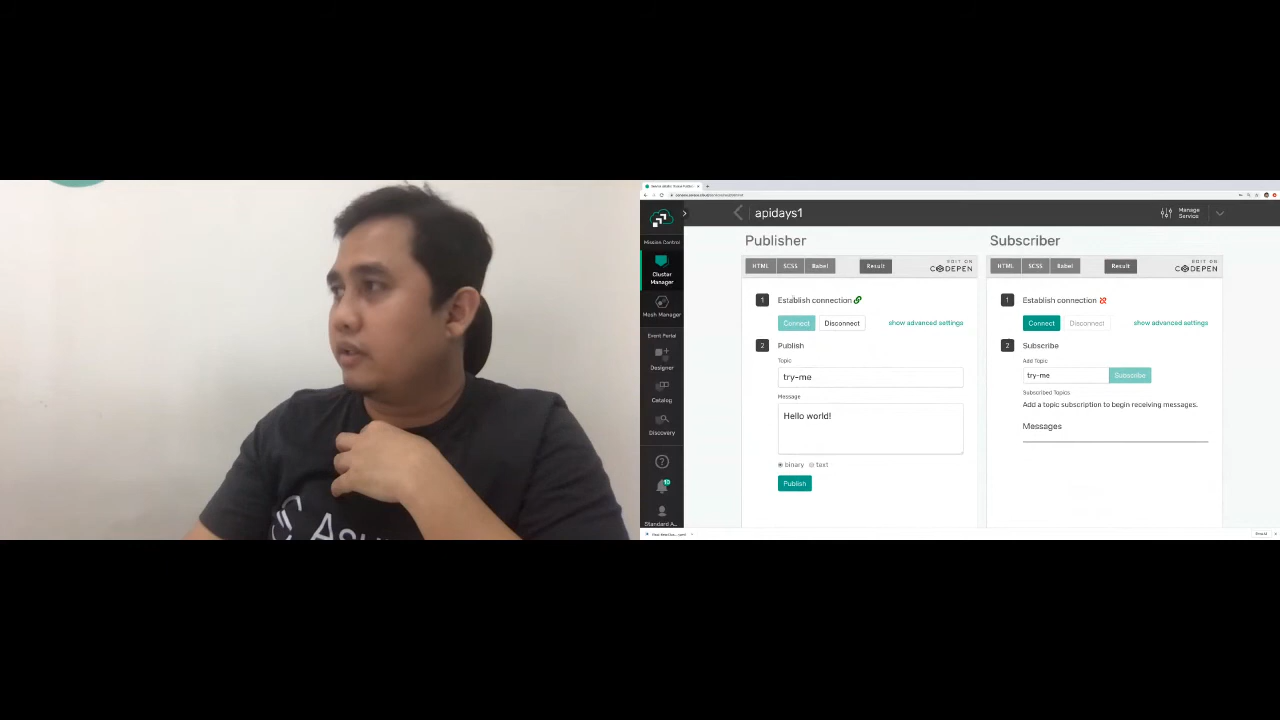 apidays1
Manage
Service
Mission Control
Cluster
Manager
Mesh Manager
Event Portal
Designer
Catalog
Discovery
10
Standard A...
Publisher
HTML
SCSS
Babel
Result
EDIT ON
CODEPEN
1
Establish connection
Connect
Disconnect
show advanced settings
2
Publish
Topic
try-me
Message
Hello world!
binary
text
Publish
Subscriber
HTML
SCSS
Babel
Result
EDIT ON
CODEPEN
1
Establish connection
Connect
Disconnect
show advanced settings
2
Subscribe
Add Topic
try-me
Subscribe
Subscribed Topics
Add a topic subscription to begin receiving messages.
Messages